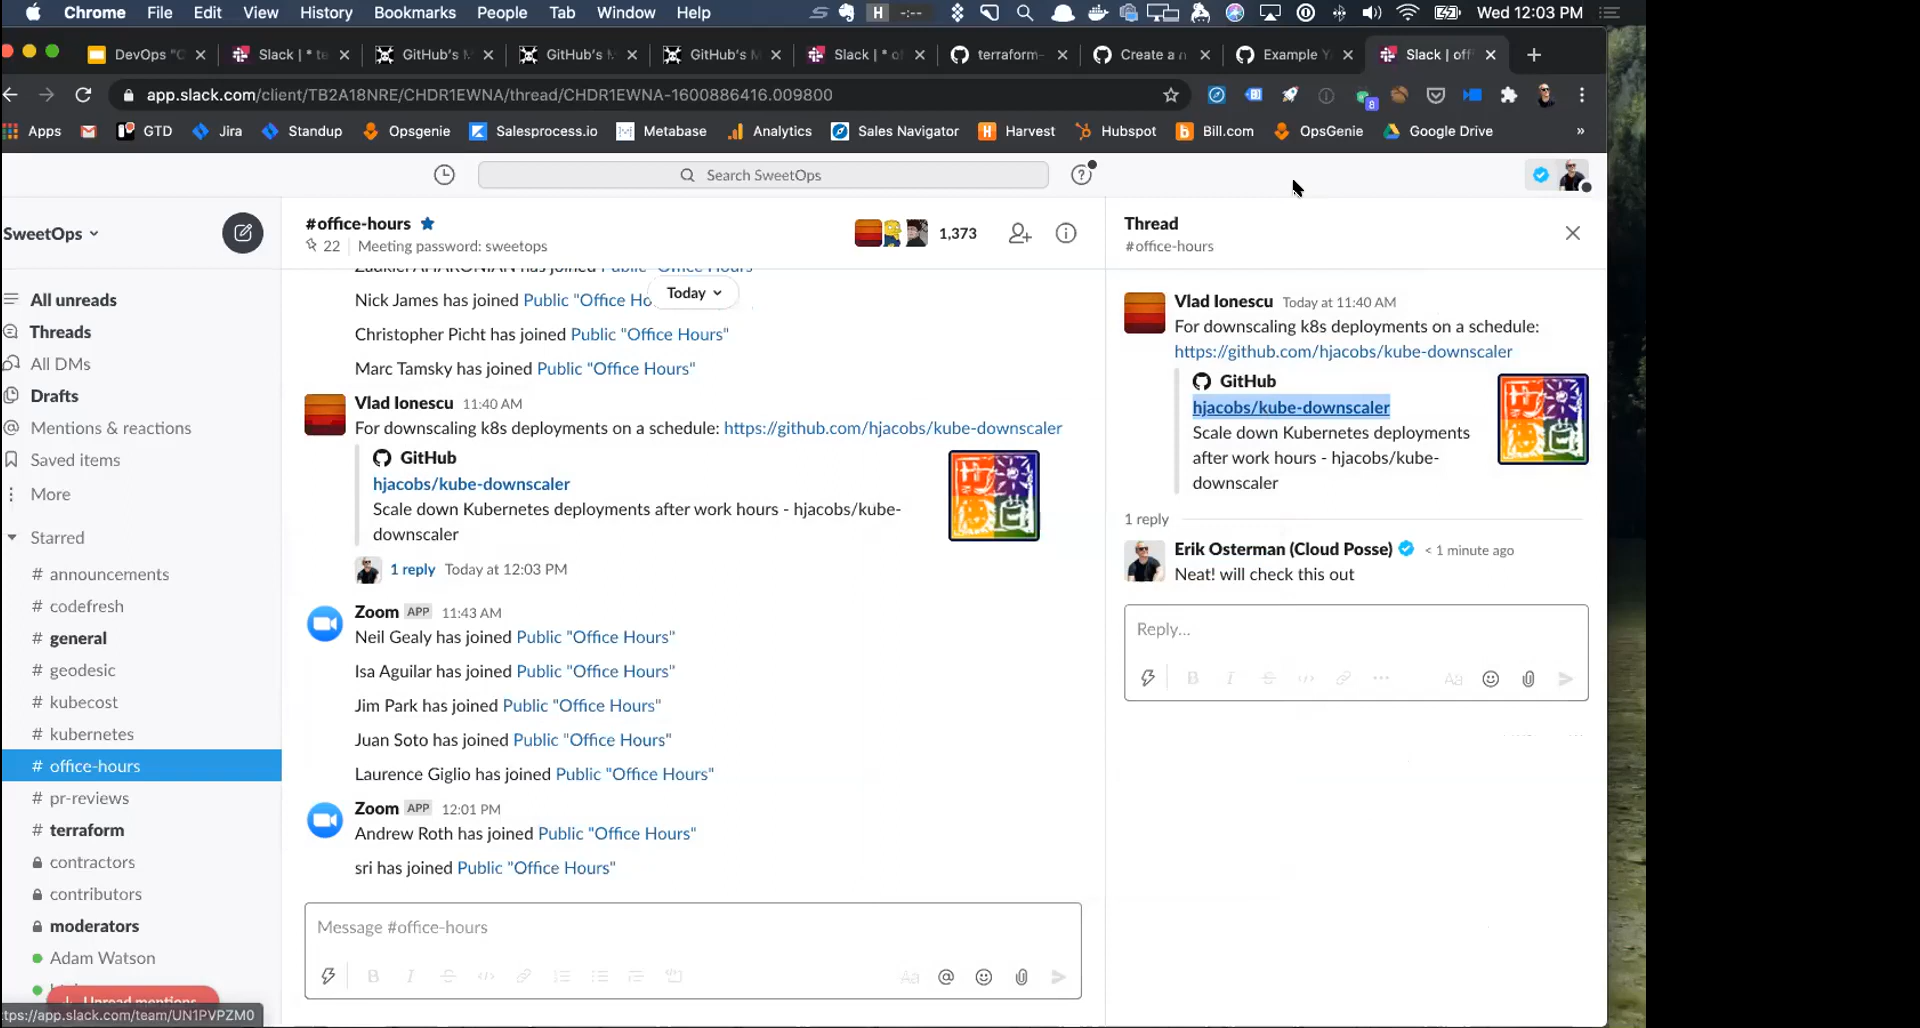 Chrome File Edit View History Bookmarks People Tab Window Help
H -:-- Wed 12:03 PM
DevOps "C
Slack | * te
GitHub's M
GitHub's M
GitHub's M
Slack | * of
terraform-
Create a n
Example Y
Slack | off
app.slack.com/client/TB2A18NRE/CHDR1EWNA/thread/CHDR1EWNA-1600886416.009800
8
Apps GTD Jira Standup Opsgenie Salesprocess.io Metabase Analytics Sales Navigator Harvest Hubspot Bill.com OpsGenie Google Drive »
Search SweetOps
SweetOps
All unreads
Threads
All DMs
Drafts
Mentions & reactions
Saved items
More
Starred
# announcements
# codefresh
# general
# geodesic
# kubecost
# kubernetes
# office-hours
# pr-reviews
# terraform
contractors
contributors
moderators
Adam Watson
Unread mentions
tps://app.slack.com/team/UN1PVPZM0
#office-hours
22 | Meeting password: sweetops
1,373
Zaakiel AHARONIAN has joined Public "Office Hours"
Today
Nick James has joined Public "Office Ho
Christopher Picht has joined Public "Office Hours"
Marc Tamsky has joined Public "Office Hours"
Vlad Ionescu 11:40 AM
For downscaling k8s deployments on a schedule: https://github.com/hjacobs/kube-downscaler
GitHub
hjacobs/kube-downscaler
Scale down Kubernetes deployments after work hours - hjacobs/kube-
downscaler
1 reply Today at 12:03 PM
Zoom APP 11:43 AM
Neil Gealy has joined Public "Office Hours"
Isa Aguilar has joined Public "Office Hours"
Jim Park has joined Public "Office Hours"
Juan Soto has joined Public "Office Hours"
Laurence Giglio has joined Public "Office Hours"
Zoom APP 12:01 PM
Andrew Roth has joined Public "Office Hours"
sri has joined Public "Office Hours"
Message #office-hours
Aa @
Thread
#office-hours
Vlad Ionescu Today at 11:40 AM
For downscaling k8s deployments on a schedule:
https://github.com/hjacobs/kube-downscaler
GitHub
hjacobs/kube-downscaler
Scale down Kubernetes deployments
after work hours - hjacobs/kube-
downscaler
1 reply
Erik Osterman (Cloud Posse) < 1 minute ago
Neat! will check this out
Reply...
B I S </> Aa